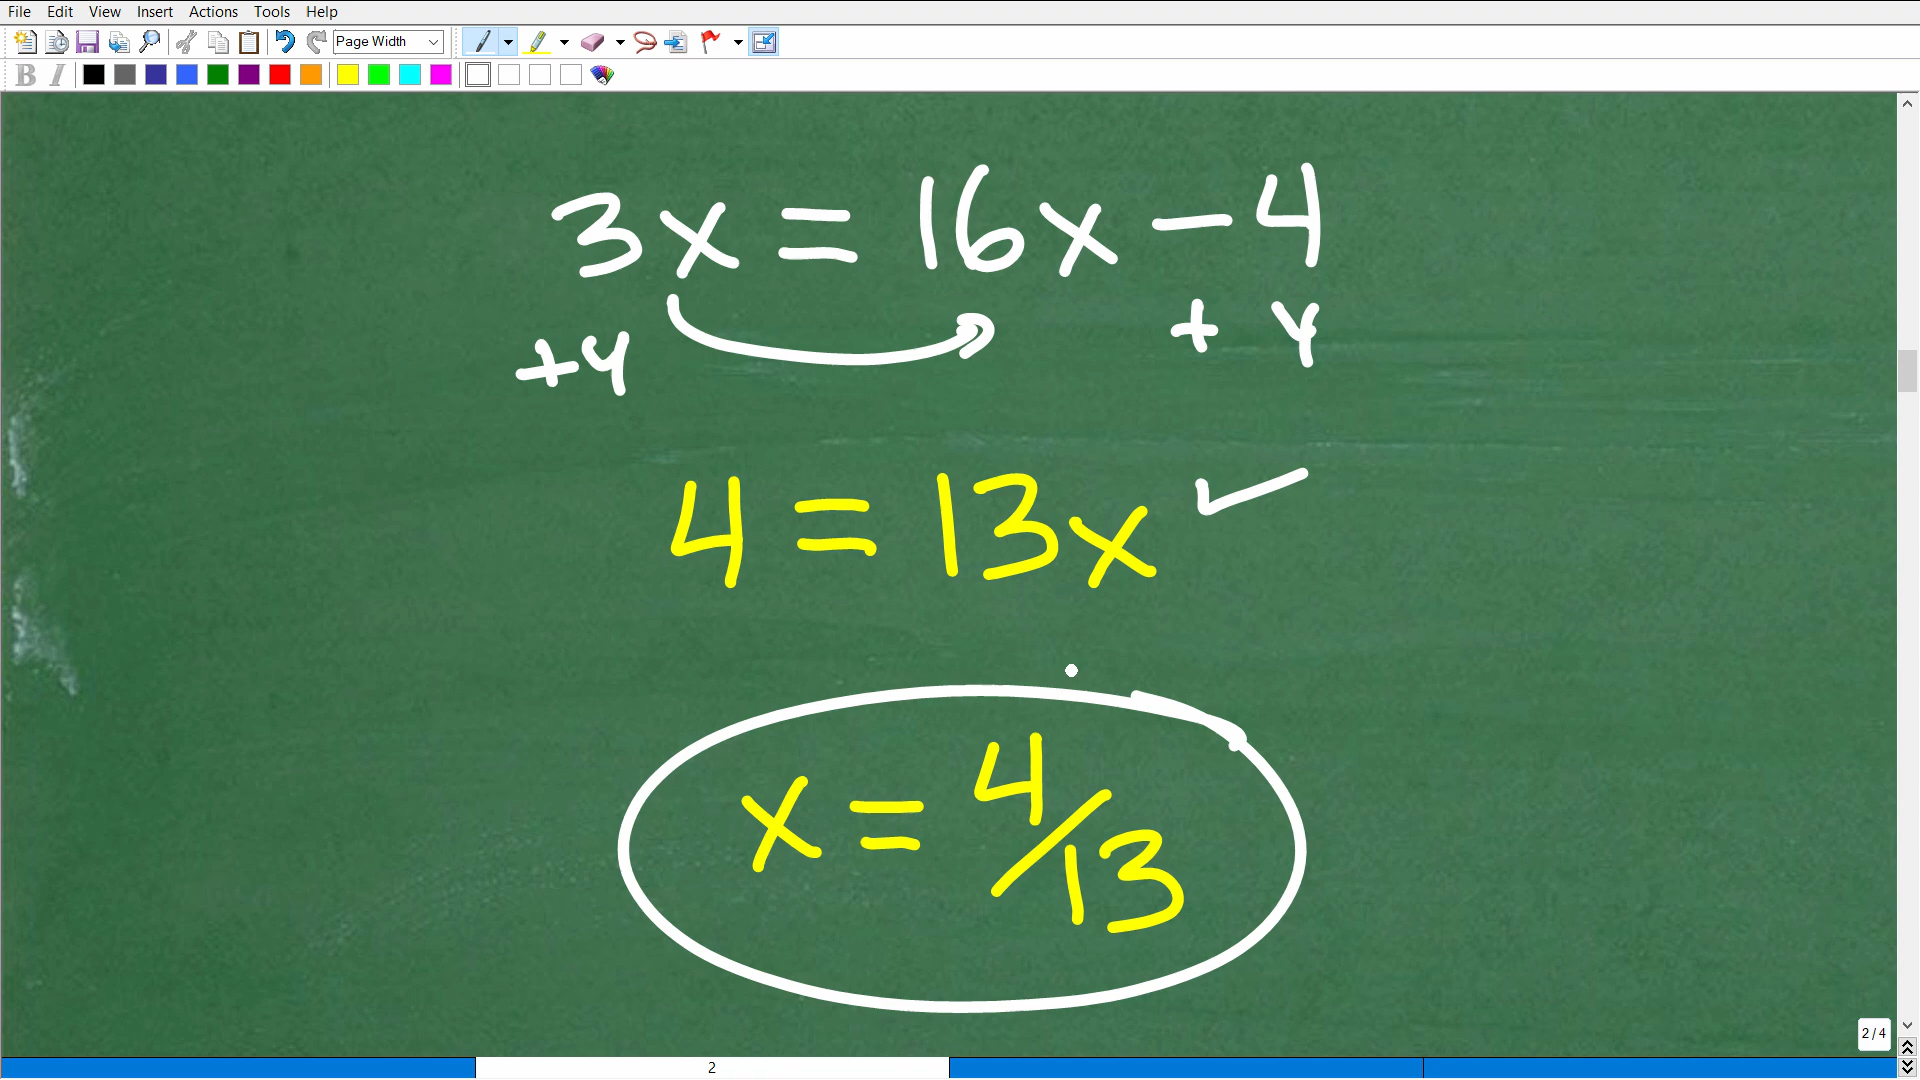 File Edit View Insert Actions Tools Help
Page Width
B I
3x = 16x - 4
+4 + 4
4 = 13x ✓
x = 4/13
2 / 4
2